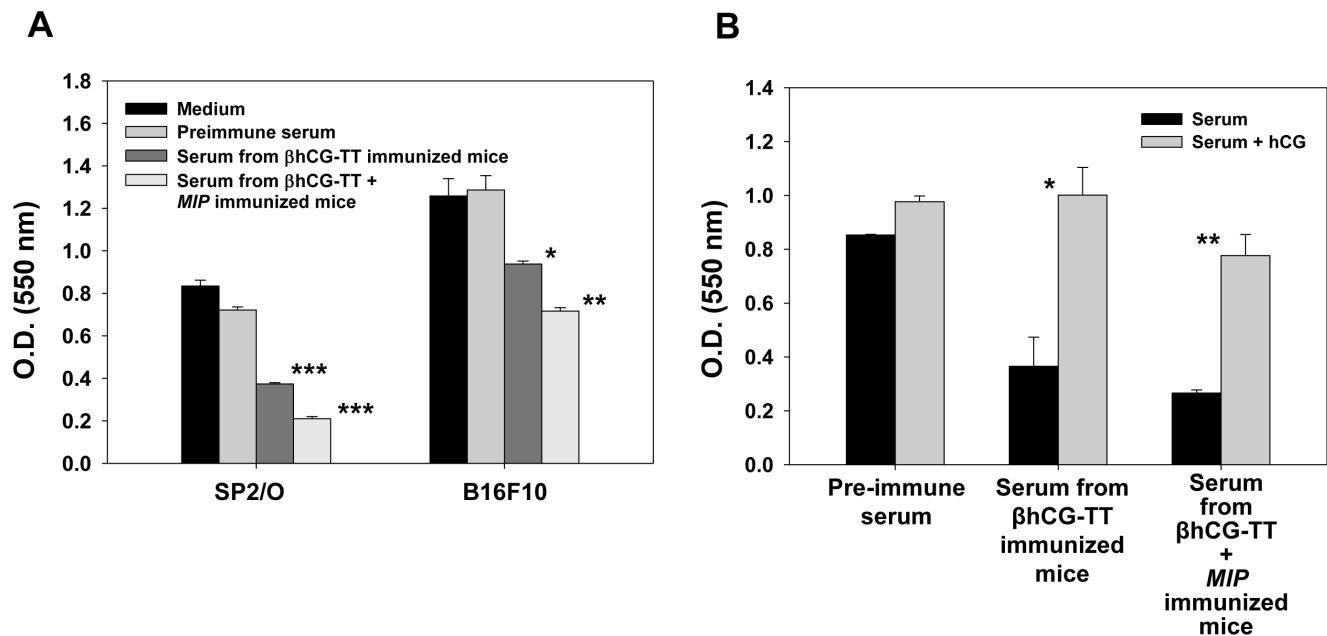 A
O.D. (550 nm)
1.8
1.6
1.4
1.2
1.0
0.8
0.6
0.4
0.2
0.0
Medium
Preimmune serum
Serum from βhCG-TT immunized mice
Serum from βhCG-TT +
MIP immunized mice
***
***
*
**
SP2/O
B16F10
B
O.D. (550 nm)
1.4
1.2
1.0
0.8
0.6
0.4
0.2
0.0
Serum
Serum + hCG
*
**
Pre-immune
serum
Serum from
βhCG-TT
immunized
mice
Serum
from
βhCG-TT
+
MIP
immunized
mice